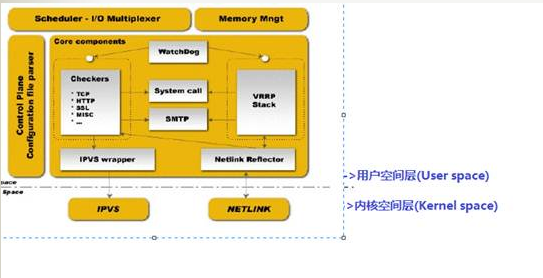 Scheduler - I/O Multiplexer
Memory Mngt
Control Plane
Configuration file parser
Core components
WatchDog
Checkers
* TCP
* HTTP
* SSL
* MISC
* ...
System call
SMTP
VRRP
Stack
IPVS wrapper
Netlink Reflector
->用户空间层(User space)
Space
>内核空间层(Kernel space)
IPVS
NETLINK